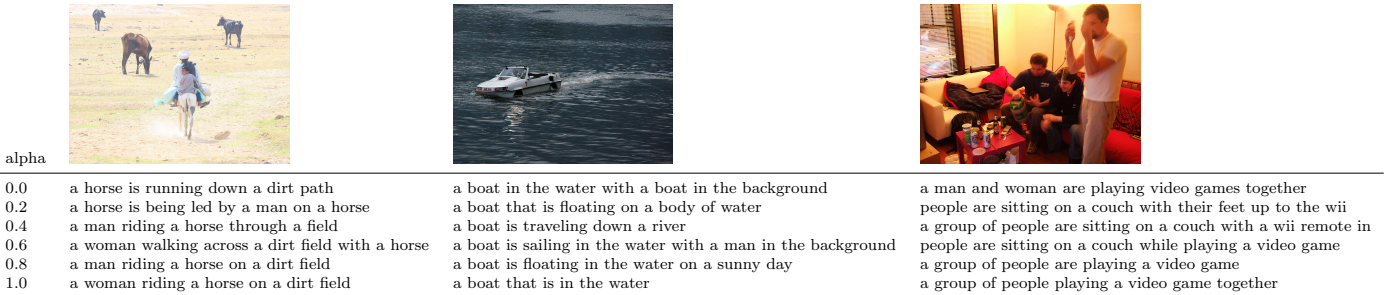 alpha
0.0 a horse is running down a dirt path a boat in the water with a boat in the background a man and woman are playing video games together
0.2 a horse is being led by a man on a horse a boat that is floating on a body of water people are sitting on a couch with their feet up to the wii
0.4 a man riding a horse through a field a boat is traveling down a river a group of people are sitting on a couch with a wii remote in
0.6 a woman walking across a dirt field with a horse a boat is sailing in the water with a man in the background people are sitting on a couch while playing a video game
0.8 a man riding a horse on a dirt field a boat is floating in the water on a sunny day a group of people are playing a video game
1.0 a woman riding a horse on a dirt field a boat that is in the water a group of people playing a video game together